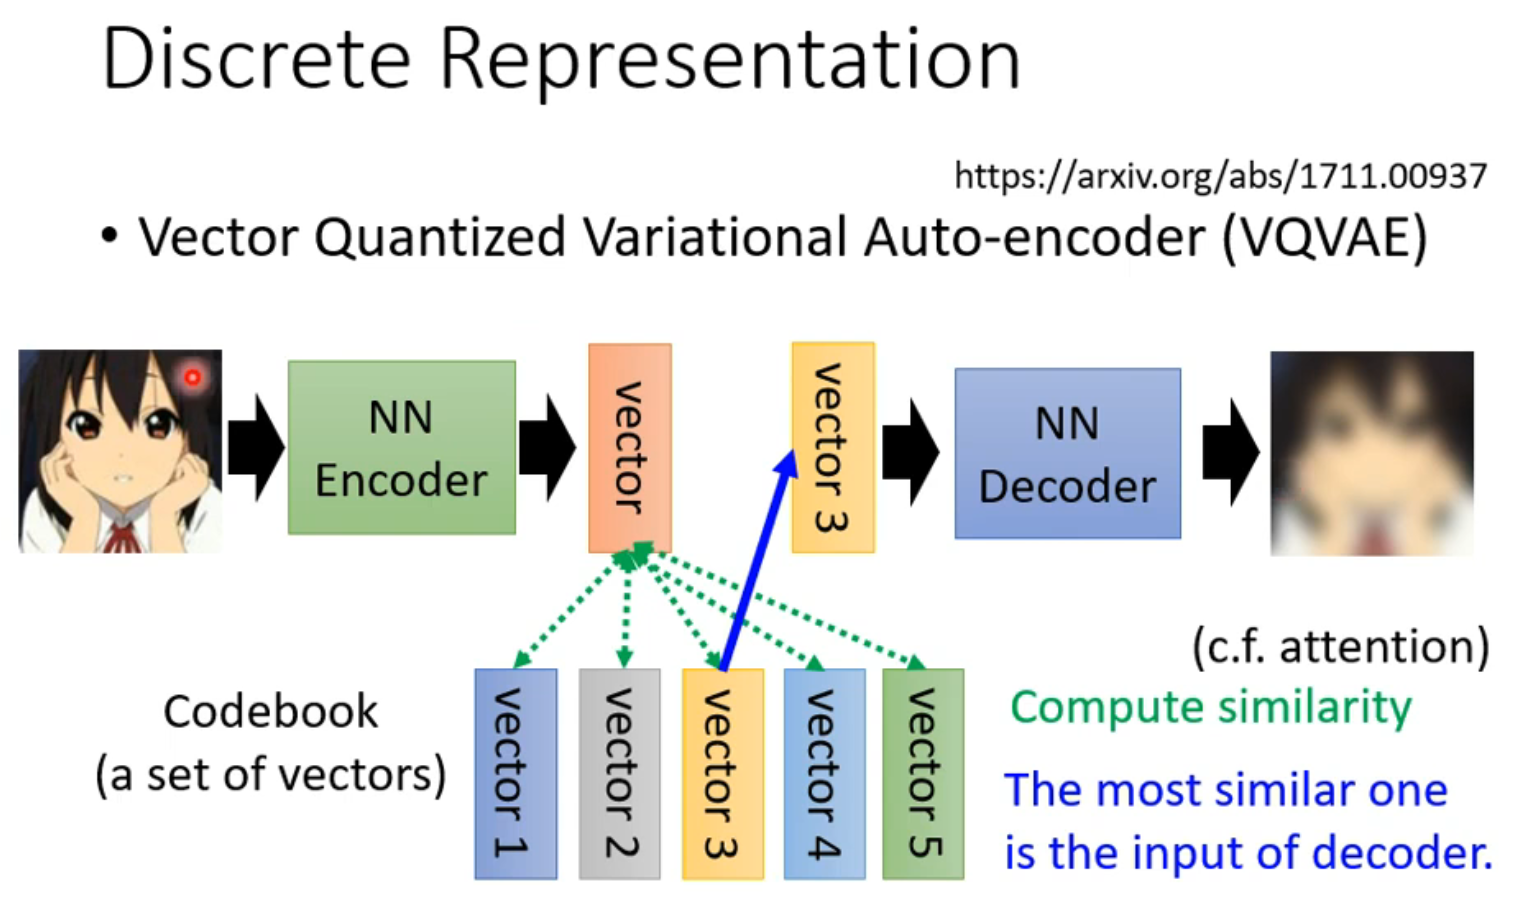 Discrete Representation
https://arxiv.org/abs/1711.00937
• Vector Quantized Variational Auto-encoder (VQVAE)
NN
Encoder
vector
vector 3
NN
Decoder
(c.f. attention)
Codebook
(a set of vectors)
vector 1
vector 2
vector 3
vector 4
vector 5
Compute similarity
The most similar one
is the input of decoder.